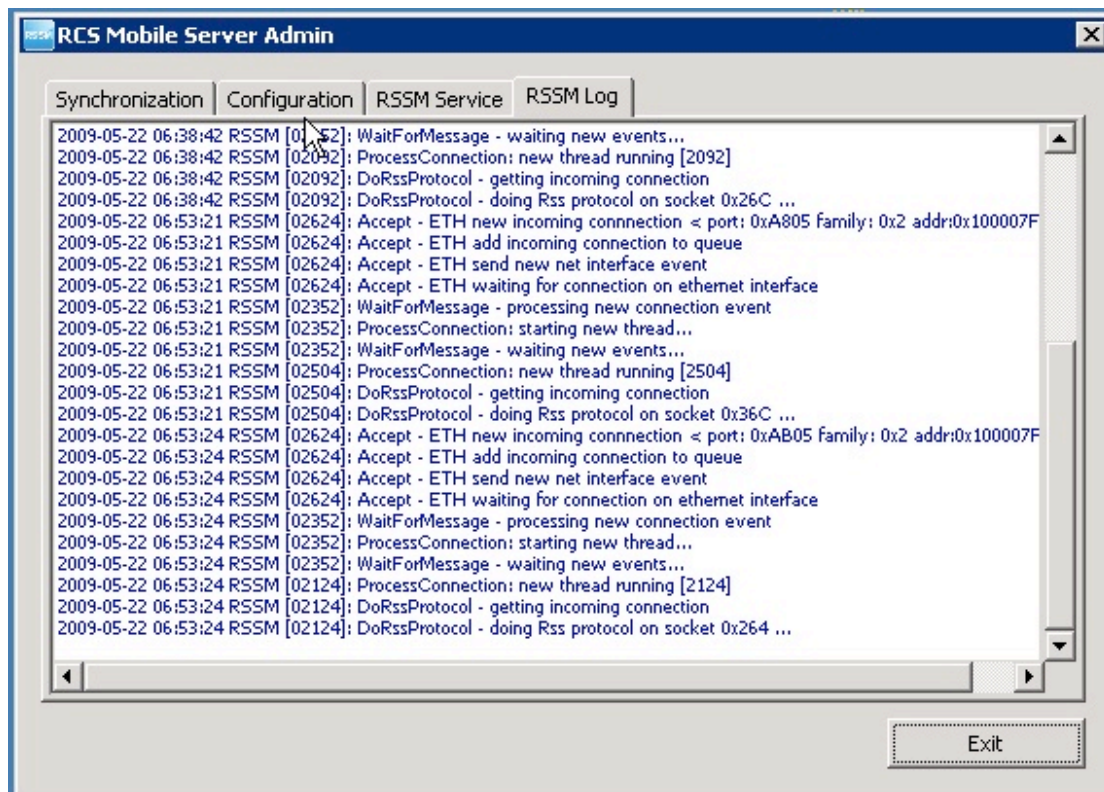 RSSM RCS Mobile Server Admin
Synchronization Configuration RSSM Service RSSM Log
2009-05-22 06:38:42 RSSM [02352]: WaitForMessage - waiting new events...
2009-05-22 06:38:42 RSSM [02092]: ProcessConnection: new thread running [2092]
2009-05-22 06:38:42 RSSM [02092]: DoRssProtocol - getting incoming connection
2009-05-22 06:38:42 RSSM [02092]: DoRssProtocol - doing Rss protocol on socket 0x26C ...
2009-05-22 06:53:21 RSSM [02624]: Accept - ETH new incoming connnection < port: 0xA805 family: 0x2 addr:0x100007F
2009-05-22 06:53:21 RSSM [02624]: Accept - ETH add incoming connection to queue
2009-05-22 06:53:21 RSSM [02624]: Accept - ETH send new net interface event
2009-05-22 06:53:21 RSSM [02624]: Accept - ETH waiting for connection on ethernet interface
2009-05-22 06:53:21 RSSM [02352]: WaitForMessage - processing new connection event
2009-05-22 06:53:21 RSSM [02352]: ProcessConnection: starting new thread...
2009-05-22 06:53:21 RSSM [02352]: WaitForMessage - waiting new events...
2009-05-22 06:53:21 RSSM [02504]: ProcessConnection: new thread running [2504]
2009-05-22 06:53:21 RSSM [02504]: DoRssProtocol - getting incoming connection
2009-05-22 06:53:21 RSSM [02504]: DoRssProtocol - doing Rss protocol on socket 0x36C ...
2009-05-22 06:53:24 RSSM [02624]: Accept - ETH new incoming connnection < port: 0xAB05 family: 0x2 addr:0x100007F
2009-05-22 06:53:24 RSSM [02624]: Accept - ETH add incoming connection to queue
2009-05-22 06:53:24 RSSM [02624]: Accept - ETH send new net interface event
2009-05-22 06:53:24 RSSM [02624]: Accept - ETH waiting for connection on ethernet interface
2009-05-22 06:53:24 RSSM [02352]: WaitForMessage - processing new connection event
2009-05-22 06:53:24 RSSM [02352]: ProcessConnection: starting new thread...
2009-05-22 06:53:24 RSSM [02352]: WaitForMessage - waiting new events...
2009-05-22 06:53:24 RSSM [02124]: ProcessConnection: new thread running [2124]
2009-05-22 06:53:24 RSSM [02124]: DoRssProtocol - getting incoming connection
2009-05-22 06:53:24 RSSM [02124]: DoRssProtocol - doing Rss protocol on socket 0x264 ...
Exit